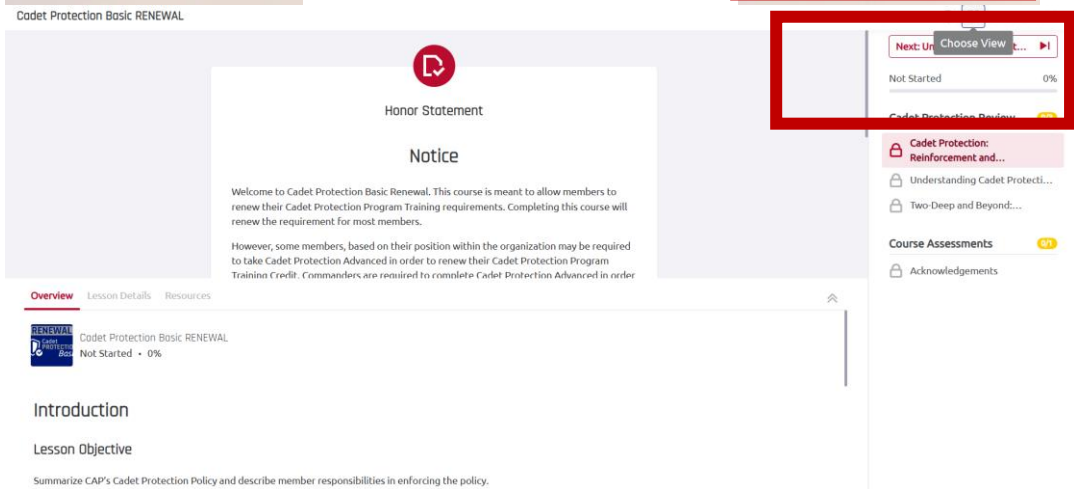 Cadet Protection Basic RENEWAL
Choose View
Next: Un t...
Not Started 0%
Honor Statement
Notice
Welcome to Cadet Protection Basic Renewal. This course is meant to allow members to
renew their Cadet Protection Program Training requirements. Completing this course will
renew the requirement for most members.
However, some members, based on their position within the organization may be required
to take Cadet Protection Advanced in order to renew their Cadet Protection Program
Training Credit. Commanders are required to complete Cadet Protection Advanced in order
Cadet Protection Review
Cadet Protection:
Reinforcement and...
Understanding Cadet Protecti...
Two-Deep and Beyond:...
Course Assessments 0/1
Acknowledgements
Overview Lesson Details Resources
RENEWAL
Cadet
PROTECTIO
Bas
Cadet Protection Basic RENEWAL
Not Started • 0%
Introduction
Lesson Objective
Summarize CAP's Cadet Protection Policy and describe member responsibilities in enforcing the policy.